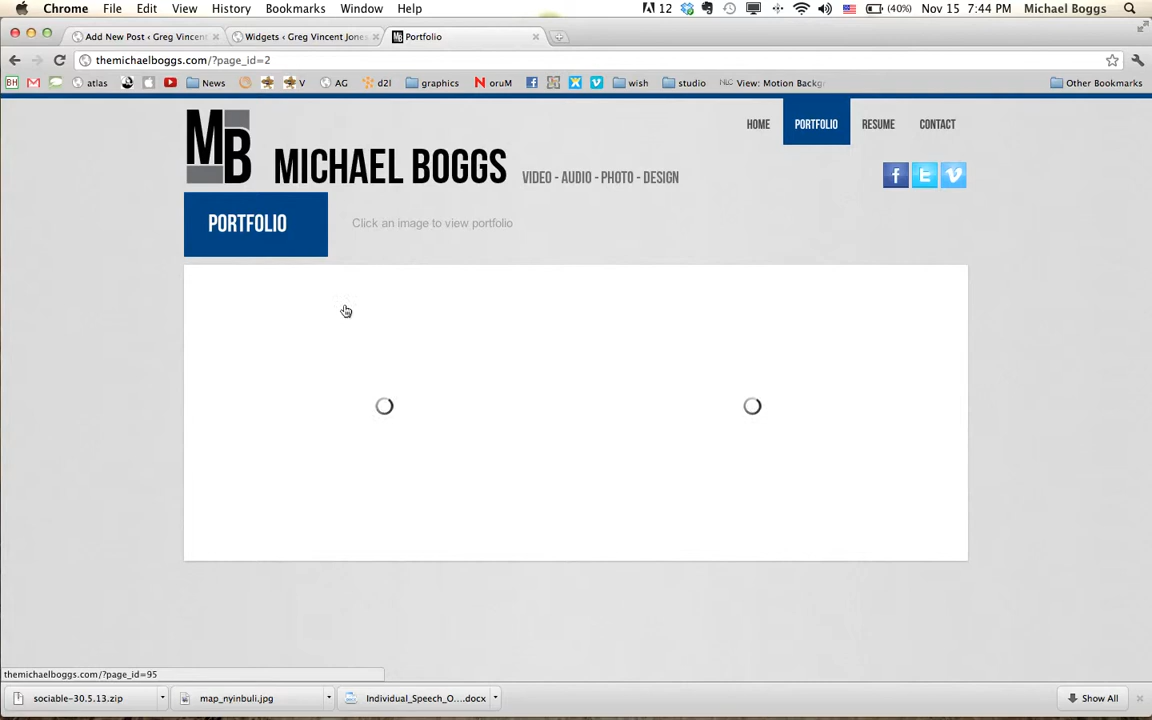 Chrome File Edit View History Bookmarks Window Help 12 (40%) Nov 15 7:44 PM Michael Boggs
Add New Post ‹ Greg Vincent Widgets ‹ Greg Vincent Jones Portfolio
themichaelboggs.com/?page_id=2
BH atlas V AG d2l graphics N oruM wish studio NLC View: Motion Backg Other Bookmarks
HOME PORTFOLIO RESUME CONTACT
MB MICHAEL BOGGS VIDEO - AUDIO - PHOTO - DESIGN
PORTFOLIO Click an image to view portfolio
themichaelboggs.com/?page_id=95
sociable-30.5.13.zip map_nyinbuli.jpg Individual_Speech_O....docx Show All